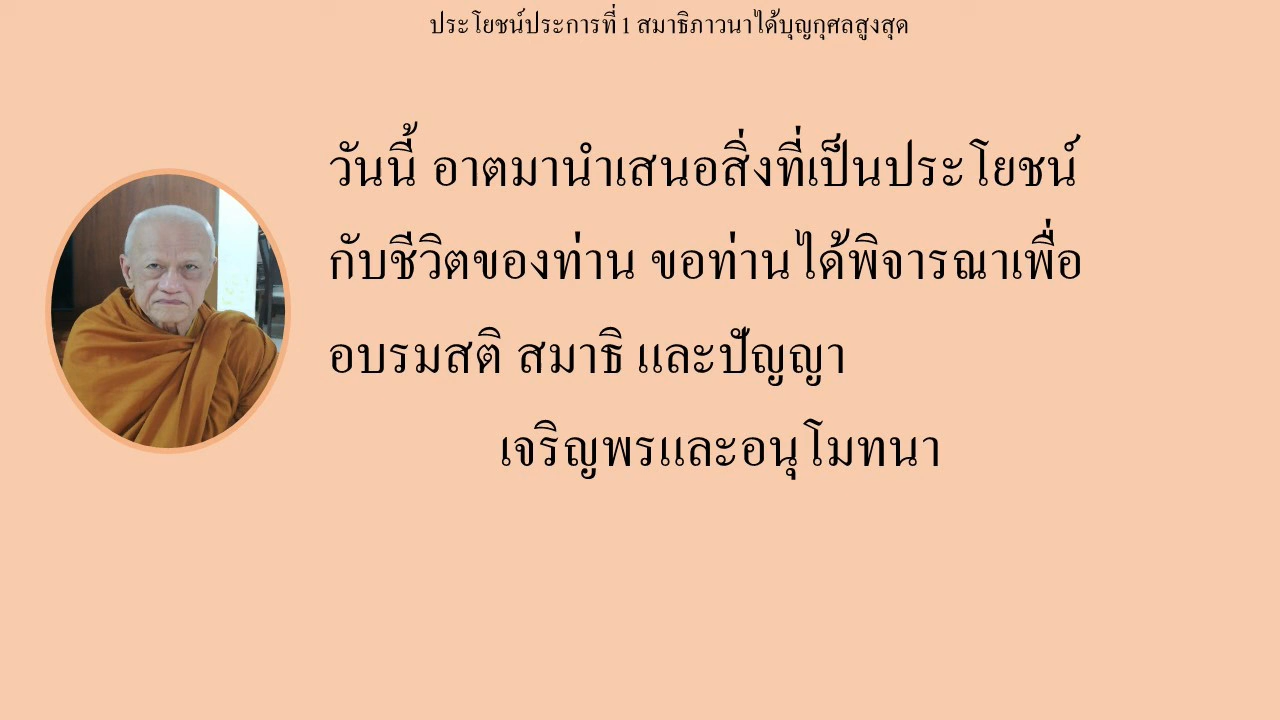 ประโยชน์ประการที่ 1 สมาธิภาวนาได้บุญกุศลสูงสุด
วันนี้ อาตมานำเสนอสิ่งที่เป็นประโยชน์
กับชีวิตของท่าน ขอท่านได้พิจารณาเพื่อ
อบรมสติ สมาธิ และปัญญา
เจริญพรและอนุโมทนา